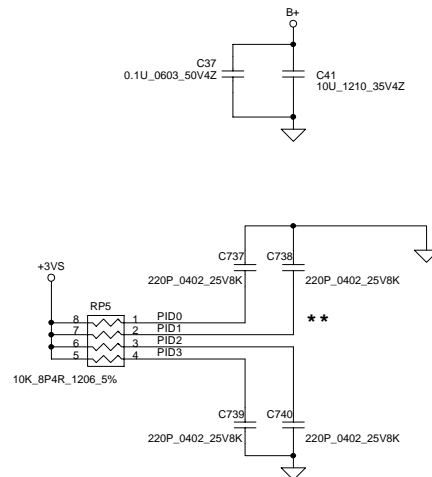 B+
C37
0.1U_0603_50V4Z
C41
10U_1210_35V4Z
C737 C738
+3VS
220P_0402_25V8K 220P_0402_25V8K
RP5
8 1 PID0
7 2 PID1
**
6 3 PID2
5 4 PID3
10K_8P4R_1206_5%
C739 C740
220P_0402_25V8K 220P_0402_25V8K